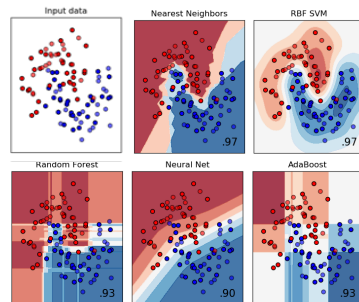 Input data
Nearest Neighbors
RBF SVM
.97
.97
Random Forest
Neural Net
AdaBoost
.93
.90
.93